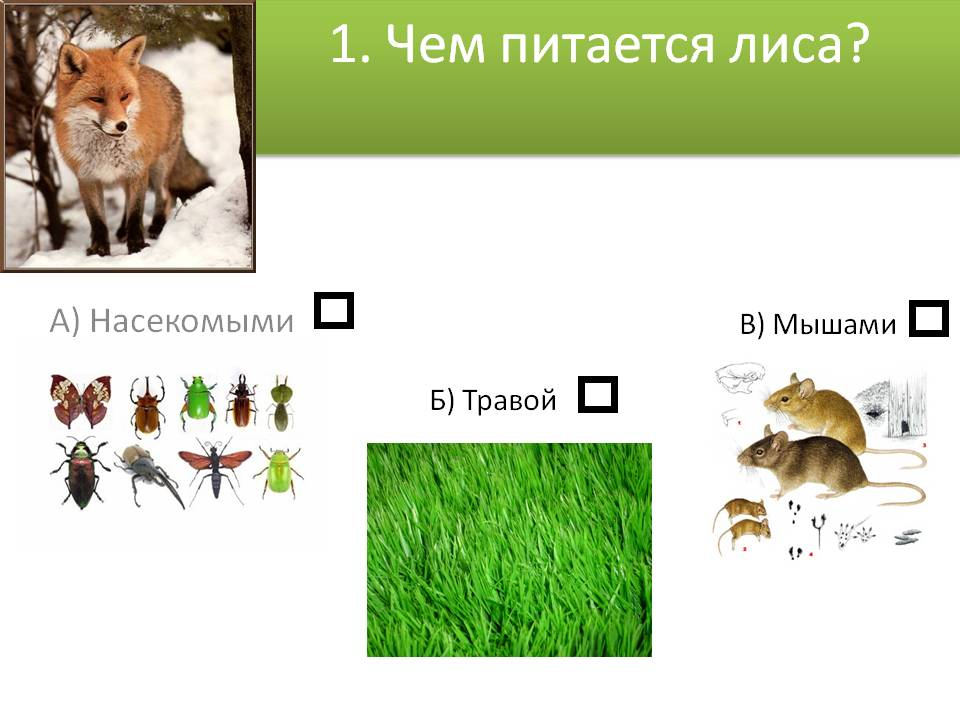 1. Чем питается лиса?
А) Насекомыми
Б) Травой
В) Мышами